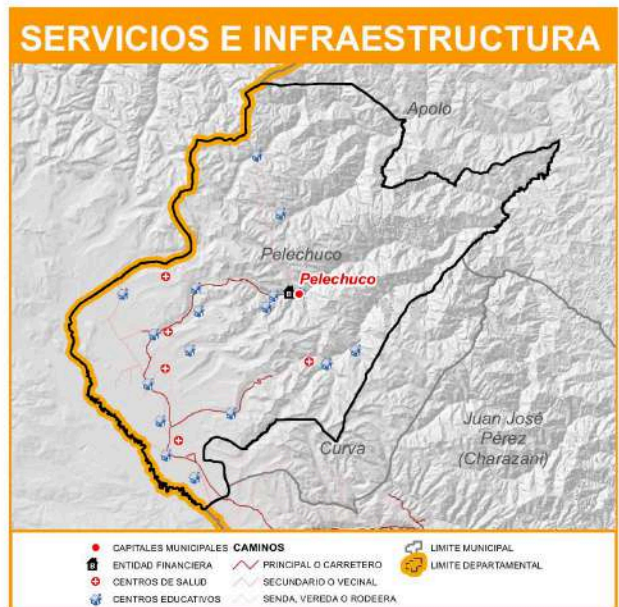 SERVICIOS E INFRAESTRUCTURA
Apolo
Pelechuco
Pelechuco
Juan José
Pérez
(Charazani)
Curva
CAPITALES MUNICIPALES
ENTIDAD FINANCIERA
CENTROS DE SALUD
CENTROS EDUCATIVOS
CAMINOS
PRINCIPAL O CARRETERO
SECUNDARIO O VECINAL
SENDA, VEREDA O RODEERA
LIMITE MUNICIPAL
LIMITE DEPARTAMENTAL